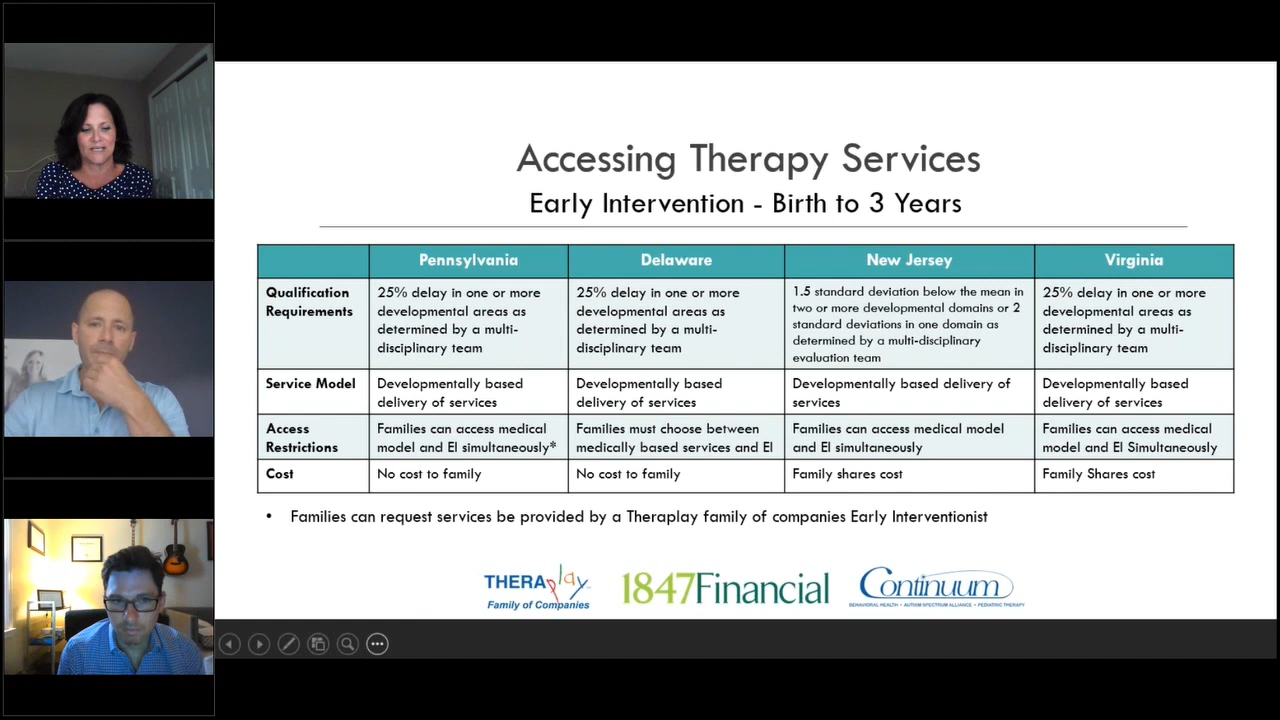 Accessing Therapy Services
Early Intervention - Birth to 3 Years
Pennsylvania
Delaware
New Jersey
Virginia
Qualification
Requirements
25% delay in one or more
developmental areas as
determined by a multi-
disciplinary team
25% delay in one or more
developmental areas as
determined by a multi-
disciplinary team
1.5 standard deviation below the mean in
two or more developmental domains or 2
standard deviations in one domain as
determined by a multi-disciplinary
evaluation team
25% delay in one or more
developmental areas as
determined by a multi-
disciplinary team
Service Model
Developmentally based
delivery of services
Developmentally based
delivery of services
Developmentally based delivery of
services
Developmentally based
delivery of services
Access
Restrictions
Families can access medical
model and EI simultaneously*
Families must choose between
medically based services and EI
Families can access medical model
and EI simultaneously
Families can access medical
model and EI Simultaneously
Cost
No cost to family
No cost to family
Family shares cost
Family Shares cost
• Families can request services be provided by a Theraplay family of companies Early Interventionist
THERAplay
Family of Companies
1847Financial
Continuum
BEHAVIORAL HEALTH • AUTISM SPECTRUM ALLIANCE • PEDIATRIC THERAPY